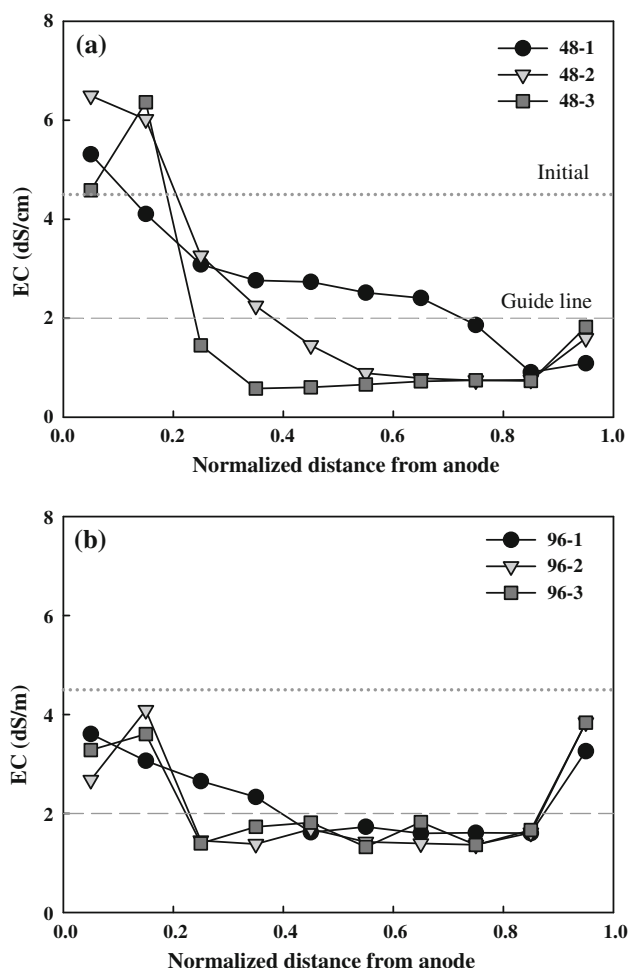 8
(a)
48-1
48-2
48-3
6
Initial
4
EC (dS/cm)
Guide line
2
0
0.0 0.2 0.4 0.6 0.8 1.0
Normalized distance from anode
8
(b)
96-1
96-2
96-3
6
4
EC (dS/m)
2
0
0.0 0.2 0.4 0.6 0.8 1.0
Normalized distance from anode